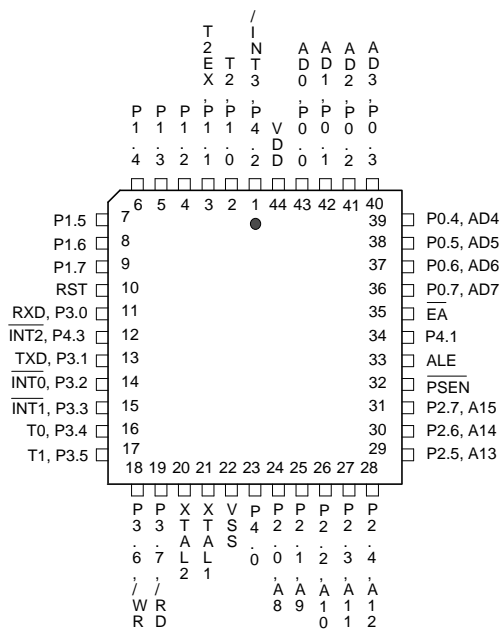 P1.4
P1.3
P1.2
T2EX,P1.1
T2,P1.0
/INT3,P4.2
VDD
AD0,P0.0
AD1,P0.1
AD2,P0.2
AD3,P0.3
6 5 4 3 2 1 44 43 42 41 40
P1.5 7
P1.6 8
P1.7 9
RST 10
RXD, P3.0 11
INT2, P4.3 12
TXD, P3.1 13
INT0, P3.2 14
INT1, P3.3 15
T0, P3.4 16
T1, P3.5 17
39 P0.4, AD4
38 P0.5, AD5
37 P0.6, AD6
36 P0.7, AD7
35 EA
34 P4.1
33 ALE
32 PSEN
31 P2.7, A15
30 P2.6, A14
29 P2.5, A13
18 19 20 21 22 23 24 25 26 27 28
P3.6,/WR
P3.7,/RD
XTAL2
XTAL1
VSS
P4.0
P2.0,A8
P2.1,A9
P2.2,A10
P2.3,A11
P2.4,A12